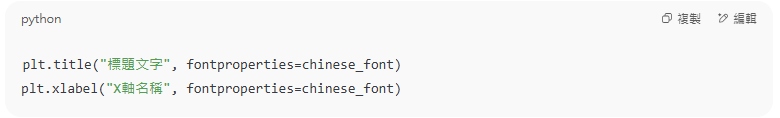 python 複製 編輯
plt.title("標題文字", fontproperties=chinese_font)
plt.xlabel("X軸名稱", fontproperties=chinese_font)